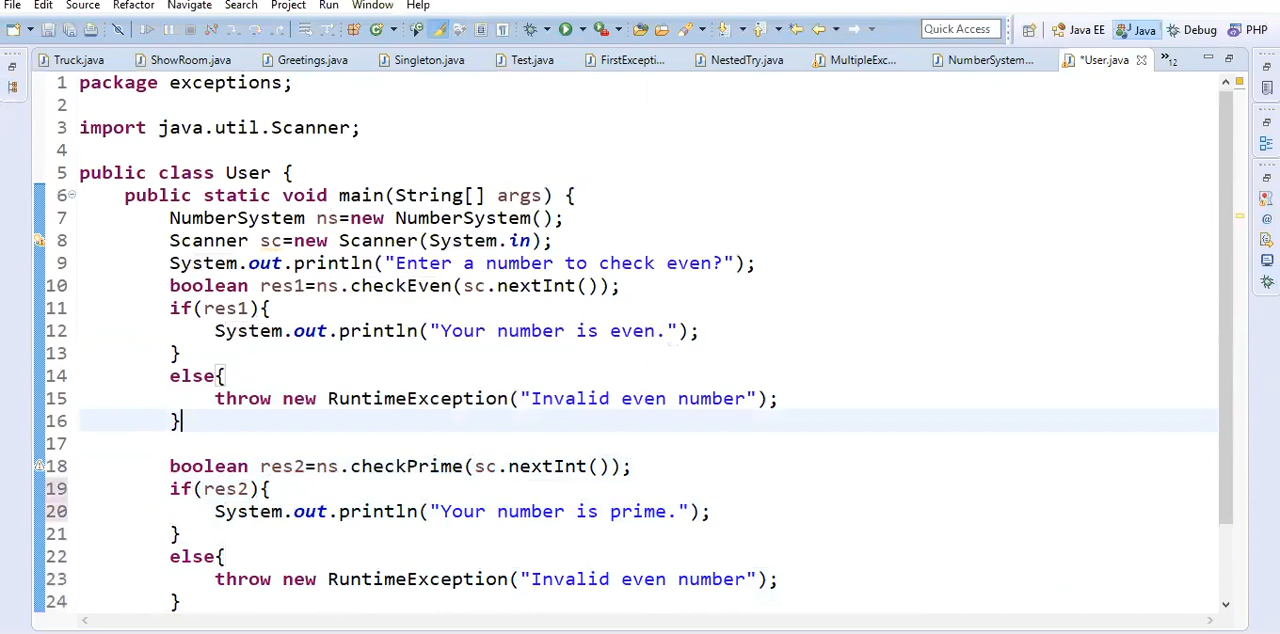 File Edit Source Refactor Navigate Search Project Run Window Help
Quick Access Java EE Java Debug PHP
Truck.java ShowRoom.java Greetings.java Singleton.java Test.java FirstExcepti... NestedTry.java MultipleExc... NumberSystem... *User.java »12
1 package exceptions;
2
3 import java.util.Scanner;
4
5 public class User {
6 public static void main(String[] args) {
7 NumberSystem ns=new NumberSystem();
8 Scanner sc=new Scanner(System.in);
9 System.out.println("Enter a number to check even?");
10 boolean res1=ns.checkEven(sc.nextInt());
11 if(res1){
12 System.out.println("Your number is even.");
13 }
14 else{
15 throw new RuntimeException("Invalid even number");
16 }
17
18 boolean res2=ns.checkPrime(sc.nextInt());
19 if(res2){
20 System.out.println("Your number is prime.");
21 }
22 else{
23 throw new RuntimeException("Invalid even number");
24 }